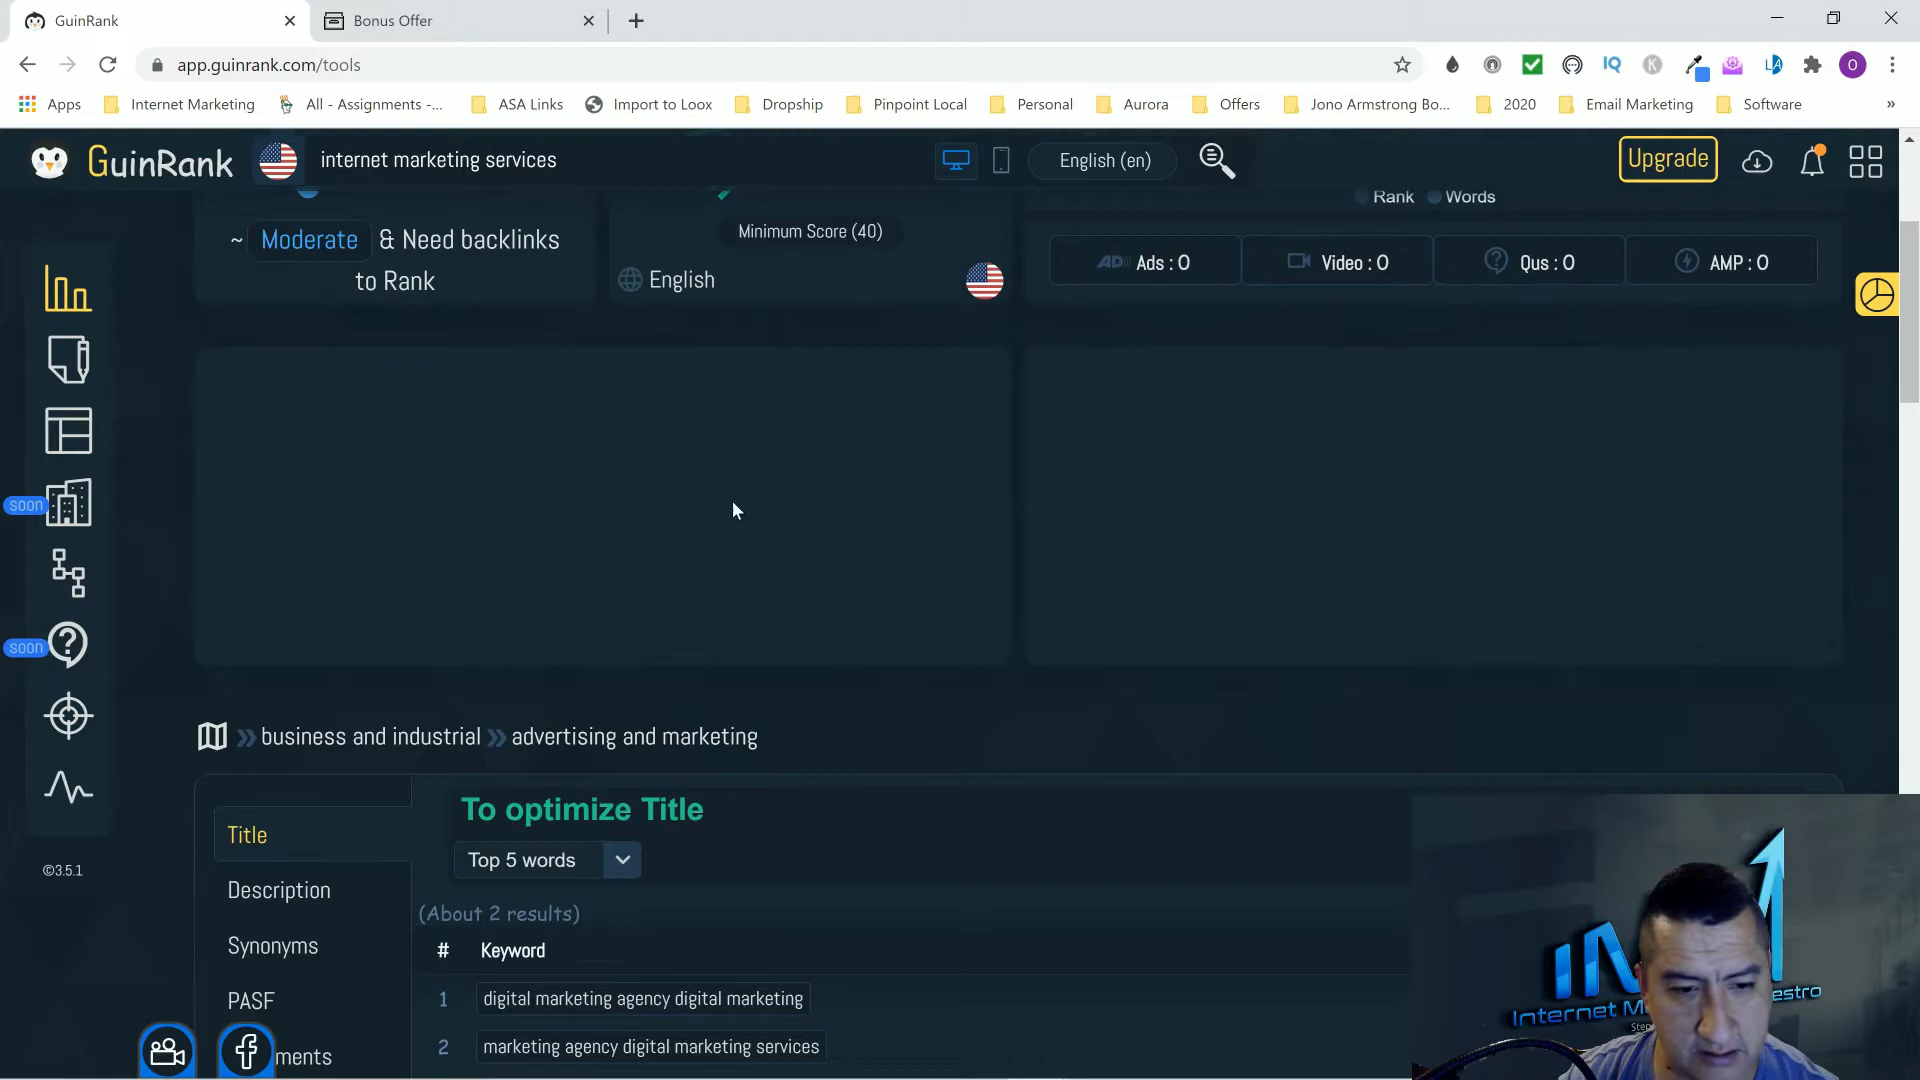 GuinRank
Bonus Offer
app.guinrank.com/tools
IQ
K
LA
O
Apps
Internet Marketing
All - Assignments -...
ASA Links
Import to Loox
Dropship
Pinpoint Local
Personal
Aurora
Offers
Jono Armstrong Bo...
2020
Email Marketing
Software
»
GuinRank
internet marketing services
English (en)
Upgrade
~ Moderate & Need backlinks
to Rank
Minimum Score (40)
English
Rank
Words
AD
Ads : 0
Video : 0
Qus : 0
AMP : 0
soon
soon
©3.5.1
business and industrial
advertising and marketing
Title
Description
Synonyms
PASF
ments
To optimize Title
Top 5 words
(About 2 results)
# Keyword
1 digital marketing agency digital marketing
2 marketing agency digital marketing services
Internet M
estro